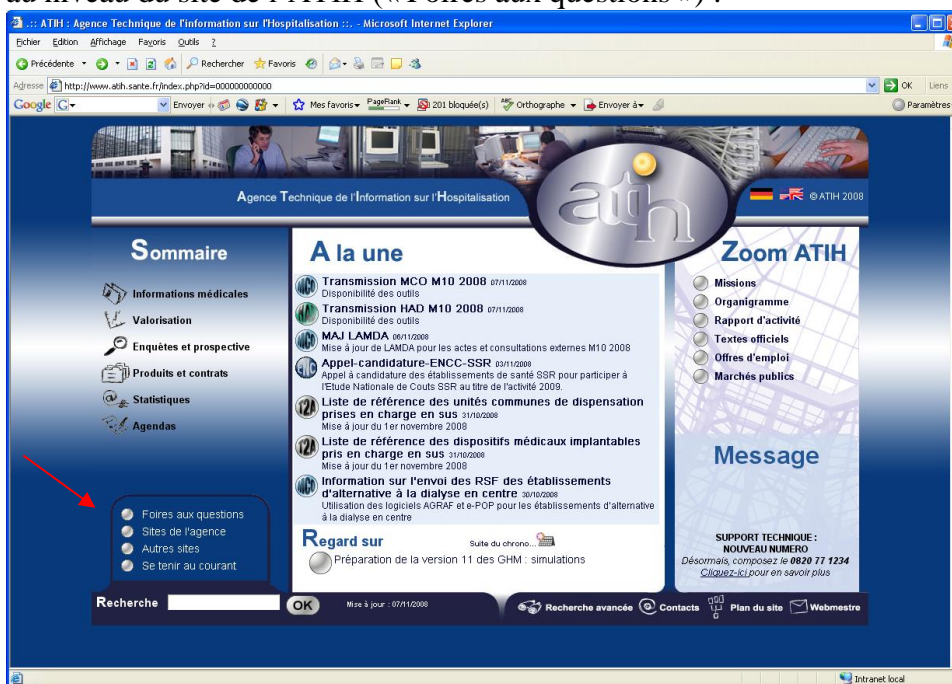 au niveau du site de l'ATIH (« Foires aux questions ») :
.:: ATIH : Agence Technique de l'information sur l'Hospitalisation ::. - Microsoft Internet Explorer
Fichier Edition Affichage Favoris Outils ?
Précédente Rechercher Favoris
Adresse http://www.atih.sante.fr/index.php?id=000000000000 OK Liens
Google G Envoyer Mes favoris PageRank 201 bloquée(s) Orthographe Envoyer à Paramètres
atih
Agence Technique de l'Information sur l'Hospitalisation
© ATIH 2008
Sommaire
Informations médicales
Valorisation
Enquêtes et prospective
Produits et contrats
Statistiques
Agendas
Foires aux questions
Sites de l'agence
Autres sites
Se tenir au courant
A la une
Transmission MCO M10 2008 07/11/2008
Disponibilité des outils
Transmission HAD M10 2008 07/11/2008
Disponibilité des outils
MAJ LAMDA 06/11/2008
Mise à jour de LAMDA pour les actes et consultations externes M10 2008
Appel-candidature-ENCC-SSR 03/11/2008
Appel à candidature des établissements de santé SSR pour participer à
l'Etude Nationale de Couts SSR au titre de l'activité 2009.
Liste de référence des unités communes de dispensation
prises en charge en sus 31/10/2008
Mise à jour du 1er novembre 2008
Liste de référence des dispositifs médicaux implantables
pris en charge en sus 31/10/2008
Mise à jour du 1er novembre 2008
Information sur l'envoi des RSF des établissements
d'alternative à la dialyse en centre 30/10/2008
Utilisation des logiciels AGRAF et e-POP pour les établissements d'alternative
à la dialyse en centre
Regard sur Suite du chrono...
Préparation de la version 11 des GHM : simulations
Zoom ATIH
Missions
Organigramme
Rapport d'activité
Textes officiels
Offres d'emploi
Marchés publics
Message
SUPPORT TECHNIQUE :
NOUVEAU NUMERO
Désormais, composez le 0820 77 1234
Cliquez-ici pour en savoir plus
Recherche OK Mise à jour : 07/11/2008 Recherche avancée Contacts Plan du site Webmestre
Intranet local